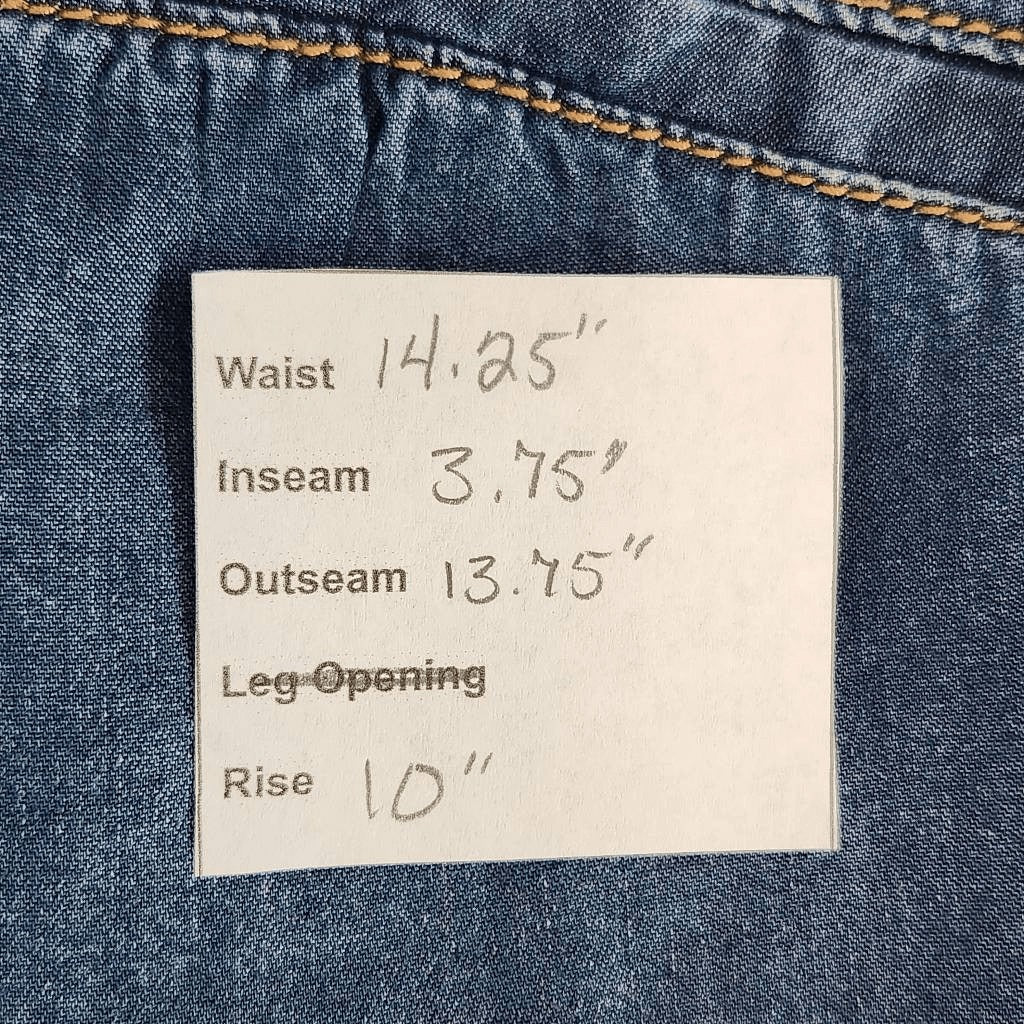 Waist 14.25"
Inseam 3.75"
Outseam 13.75"
Leg Opening
Rise 10"